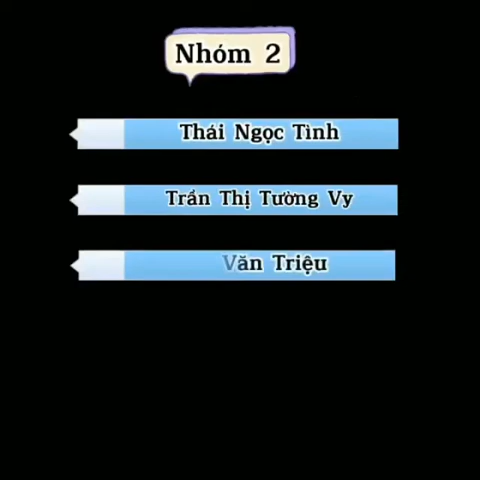 Nhóm 2
Thái Ngọc Tình
Trần Thị Tường Vy
Văn Triệu